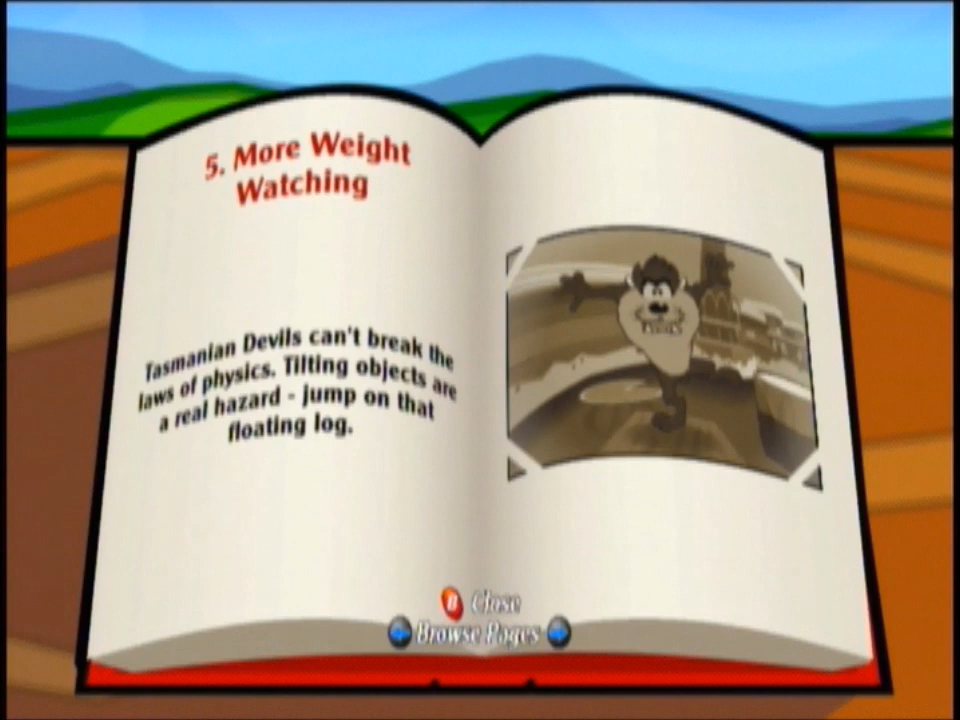 5. More Weight
Watching
Tasmanian Devils can't break the
laws of physics. Tilting objects are
a real hazard - jump on that
floating log.
B Close
Browse Pages